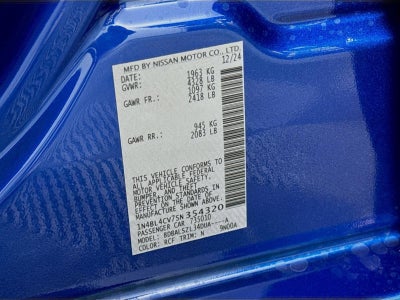 MFD BY NISSAN MOTOR CO., LTD.
DATE: 12/24
GVWR: 1963 KG
4328 LB
GAWR FR.: 1097 KG
2418 LB
GAWR RR.: 945 KG
2083 LB
THIS VEHICLE CONFORMS TO
ALL APPLICABLE FEDERAL
MOTOR VEHICLE SAFETY,
BUMPER, AND THEFT
PREVENTION STANDARDS IN
EFFECT ON THE DATE OF
MANUFACTURE SHOWN ABOVE.
1N4BL4CV7SN354320
PASSENGER CAR
MODEL:
COLOR: RCF TRIM: N